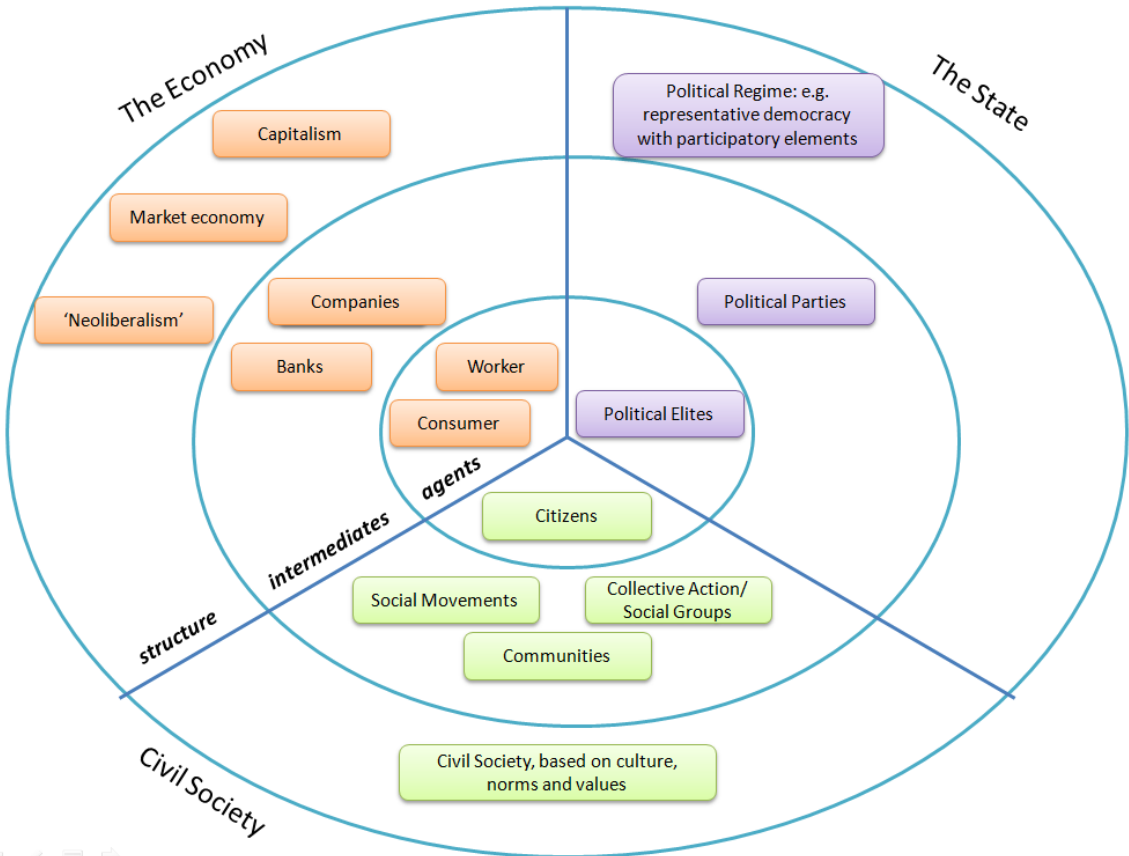 The Economy
The State
Capitalism
Political Regime: e.g.
representative democracy
with participatory elements
Market economy
'Neoliberalism'
Companies
Political Parties
Banks
Worker
Consumer
Political Elites
agents
intermediates
structure
Citizens
Social Movements
Collective Action/
Social Groups
Communities
Civil Society
Civil Society, based on culture,
norms and values